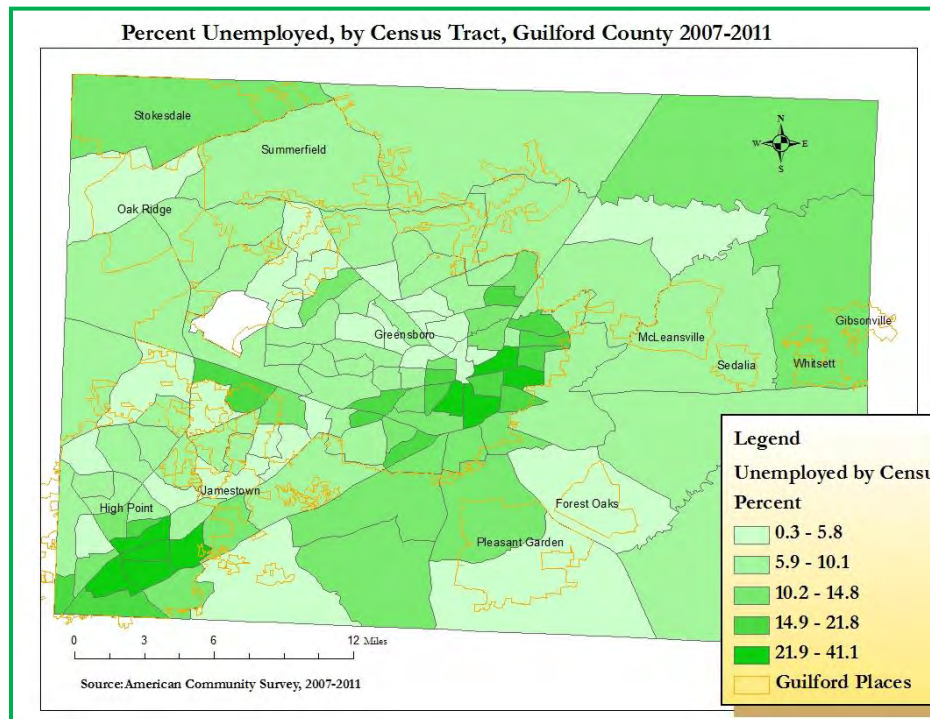 Percent Unemployed, by Census Tract, Guilford County 2007-2011
Stokesdale
N
W E
S
Summerfield
Oak Ridge
Gibsonville
Greensboro
McLeansville
Sedalia
Whitsett
Legend
Unemployed by Censu
Percent
0.3 - 5.8
5.9 - 10.1
10.2 - 14.8
14.9 - 21.8
21.9 - 41.1
Guilford Places
Jamestown
High Point
Forest Oaks
Pleasant Garden
0 3 6 12 Miles
Source: American Community Survey, 2007-2011